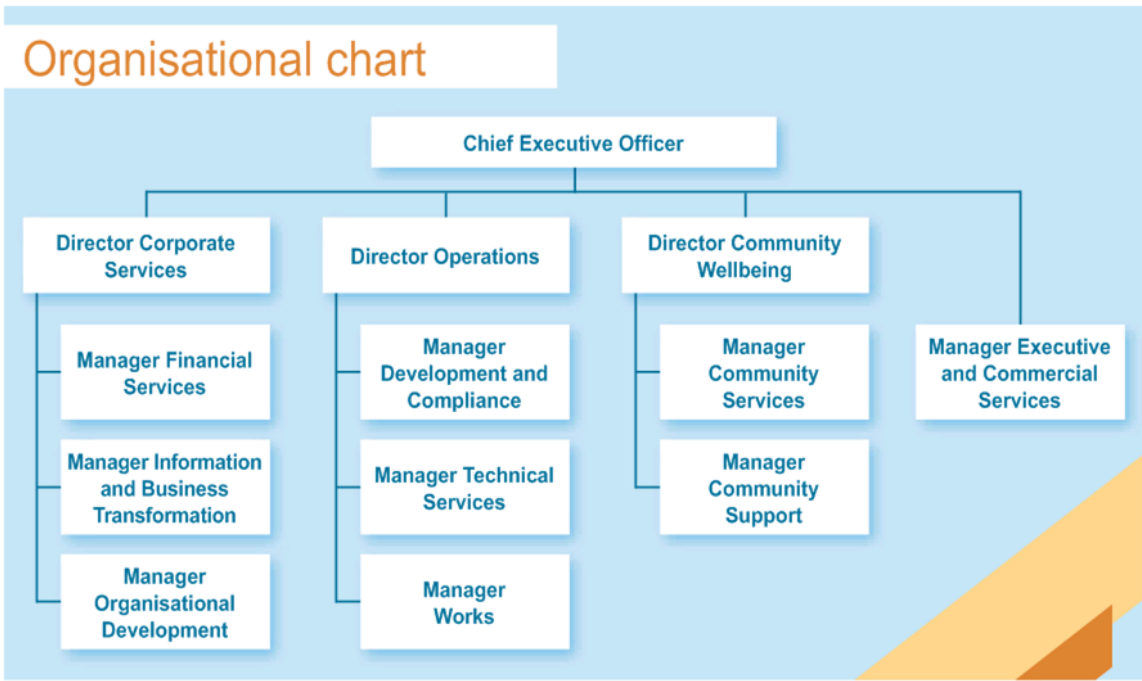 Organisational chart
Chief Executive Officer
Director Corporate
Services
Director Operations
Director Community
Wellbeing
Manager Financial
Services
Manager
Development and
Compliance
Manager
Community
Services
Manager Executive
and Commercial
Services
Manager Information
and Business
Transformation
Manager Technical
Services
Manager
Community
Support
Manager
Organisational
Development
Manager
Works